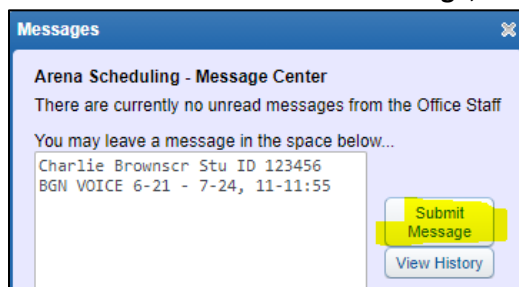 Messages
Arena Scheduling - Message Center
There are currently no unread messages from the Office Staff
You may leave a message in the space below...
Charlie Brownscr Stu ID 123456
BGN VOICE 6-21 - 7-24, 11-11:55
Submit
Message
View History